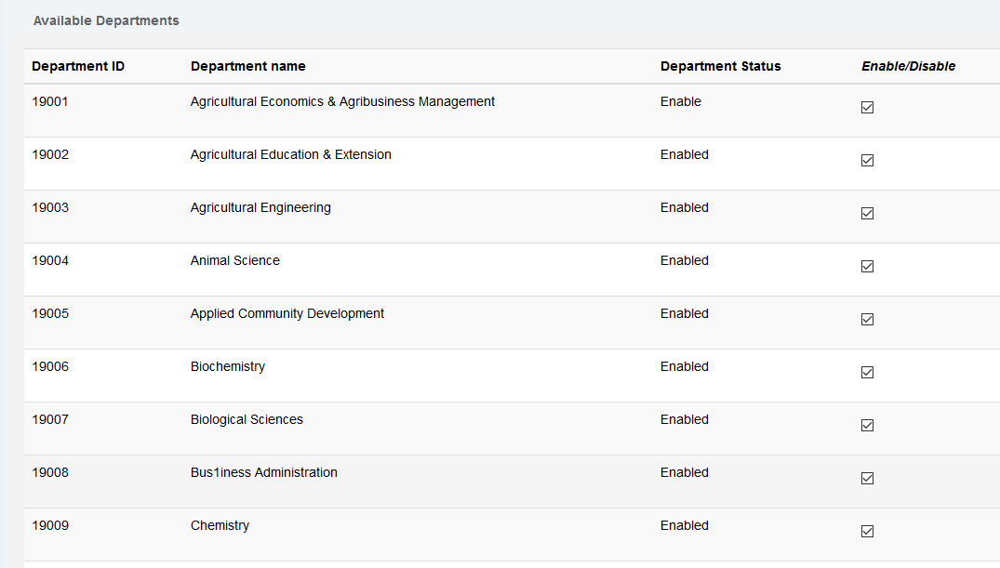 Available Departments
Department ID Department name Department Status Enable/Disable
19001 Agricultural Economics & Agribusiness Management Enable
19002 Agricultural Education & Extension Enabled
19003 Agricultural Engineering Enabled
19004 Animal Science Enabled
19005 Applied Community Development Enabled
19006 Biochemistry Enabled
19007 Biological Sciences Enabled
19008 Bus1iness Administration Enabled
19009 Chemistry Enabled